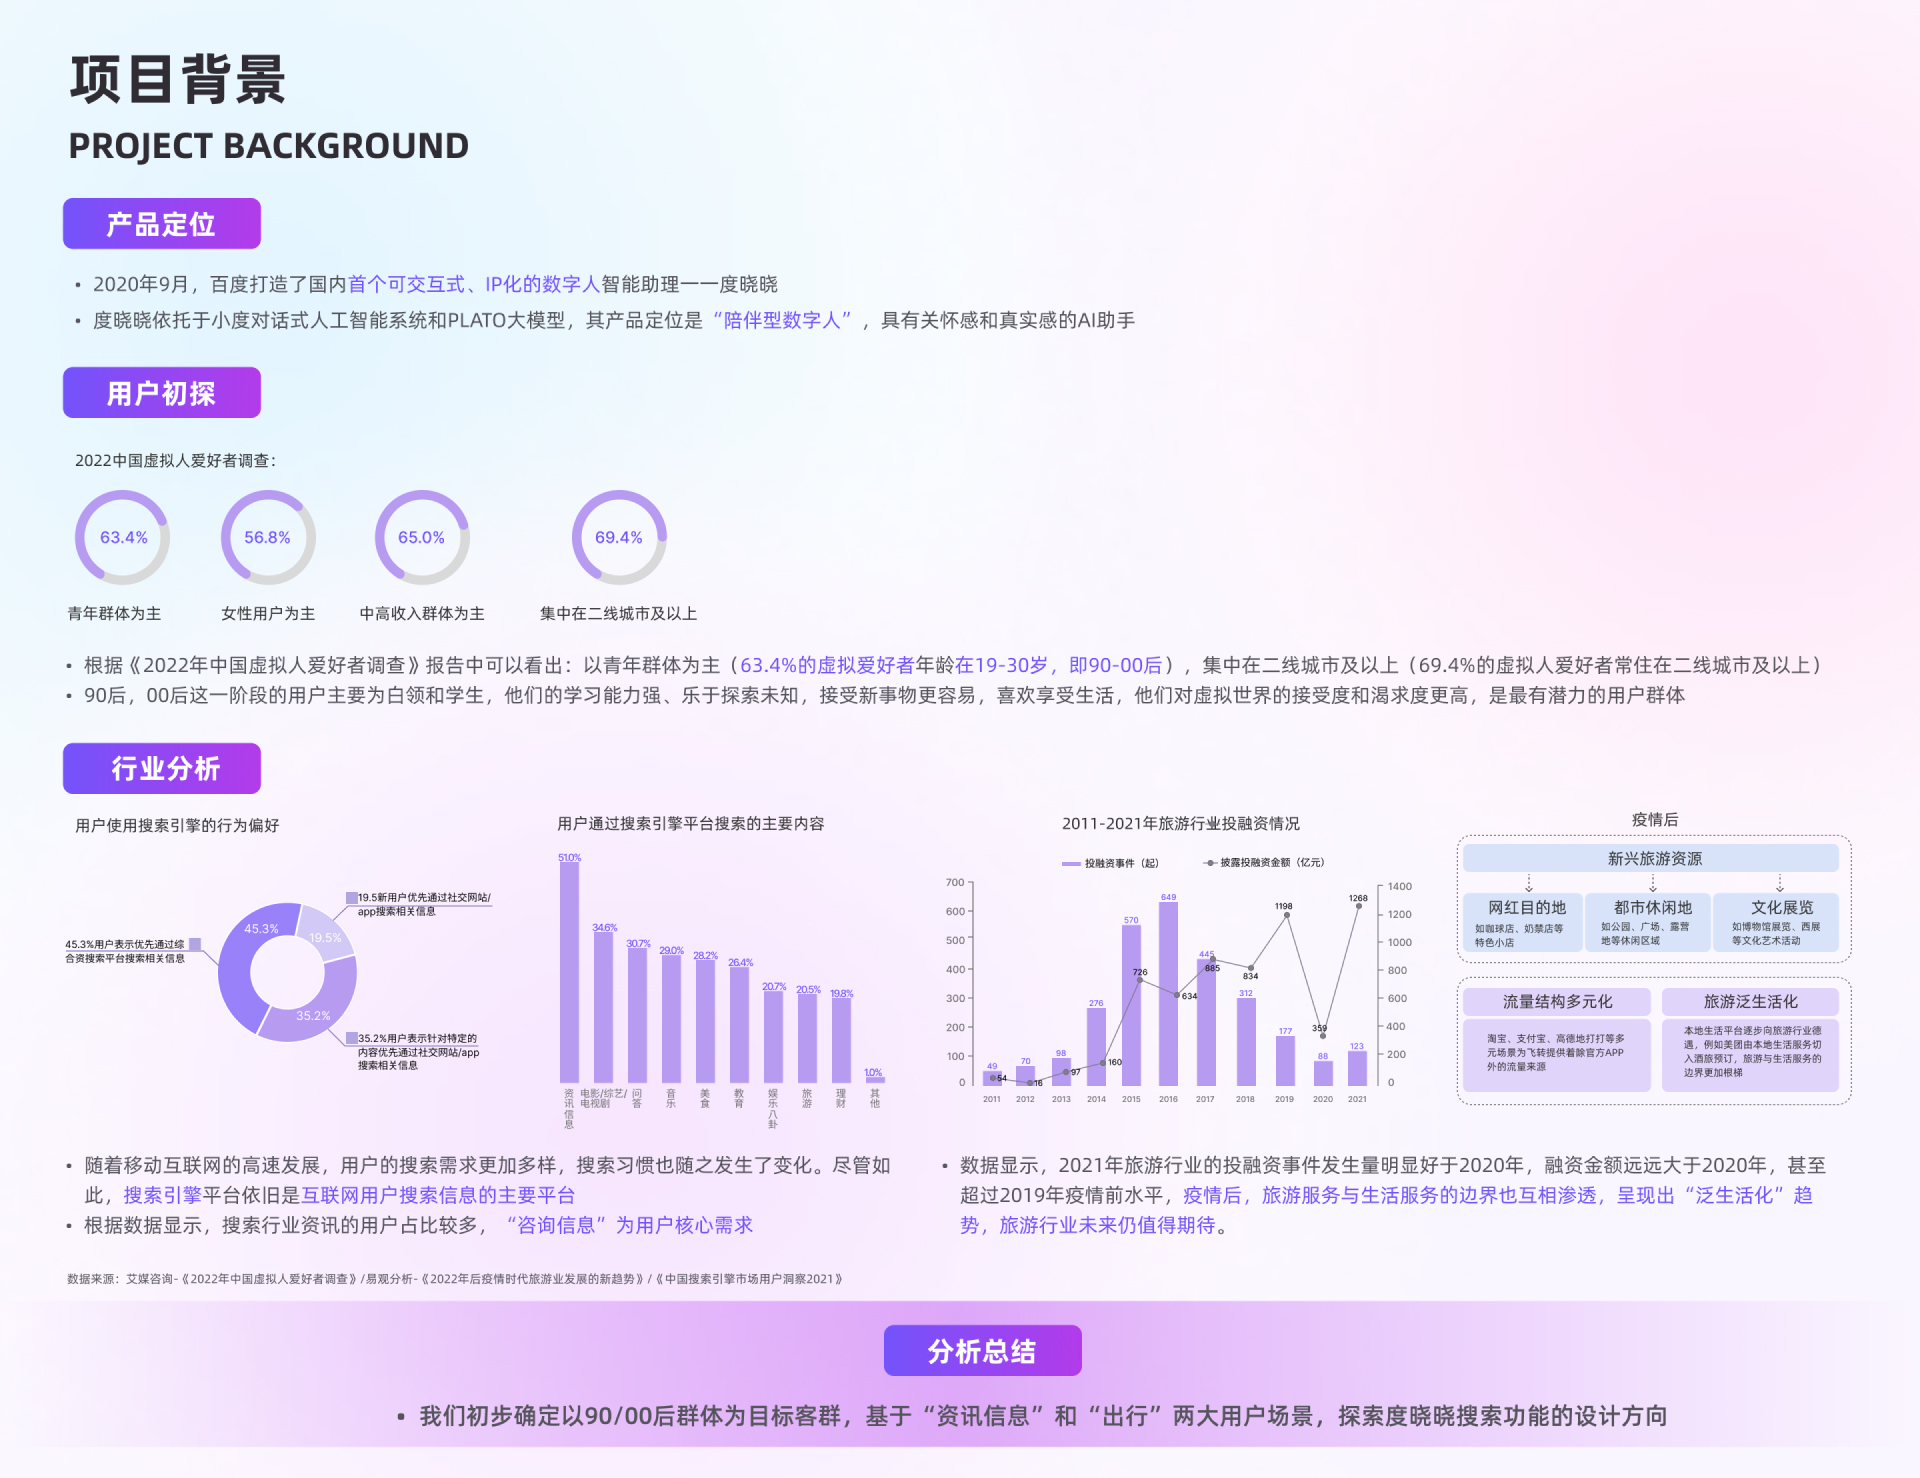 项目背景
PROJECT BACKGROUND
产品定位
• 2020年9月，百度打造了国内首个可交互式、IP化的数字人智能助理一一度晓晓
• 度晓晓依托于小度对话式人工智能系统和PLATO大模型，其产品定位是“陪伴型数字人”，具有关怀感和真实感的AI助手
用户初探
2022中国虚拟人爱好者调查：
63.4%
56.8%
65.0%
69.4%
青年群体为主
女性用户为主
中高收入群体为主
集中在二线城市及以上
• 根据《2022年中国虚拟人爱好者调查》报告中可以看出：以青年群体为主（63.4%的虚拟爱好者年龄在19-30岁，即90-00后），集中在二线城市及以上（69.4%的虚拟人爱好者常住在二线城市及以上）
• 90后，00后这一阶段的用户主要为白领和学生，他们的学习能力强、乐于探索未知，接受新事物更容易，喜欢享受生活，他们对虚拟世界的接受度和渴求度更高，是最有潜力的用户群体
行业分析
用户使用搜索引擎的行为偏好
19.5新用户优先通过社交网站/
app搜索相关信息
45.3%
19.5%
35.2%
45.3%用户表示优先通过综
合资搜索平台搜索相关信息
35.2%用户表示针对特定的
内容优先通过社交网站/app
搜索相关信息
用户通过搜索引擎平台搜索的主要内容
51.0%
34.6%
30.7%
29.0%
28.2%
26.4%
20.7%
20.5%
19.8%
1.0%
资讯信息
电影/综艺/
电视剧
问答
音乐
美食
教育
娱乐八卦
旅游
理财
其他
2011-2021年旅游行业投融资情况
投融资事件（起）
披露投融资金额（亿元）
700
600
500
400
300
200
100
0
1400
1200
1000
800
600
400
200
0
49
70
98
276
570
649
445
312
177
88
123
54
16
97
160
726
634
885
834
1198
359
1268
2011
2012
2013
2014
2015
2016
2017
2018
2019
2020
2021
疫情后
新兴旅游资源
网红目的地
如咖球店、奶禁店等
特色小店
都市休闲地
如公园、广场、露营
地等休闲区域
文化展览
如博物馆展览、西展
等文化艺术活动
流量结构多元化
淘宝、支付宝、高德地打打等多
元场景为飞转提供着除官方APP
外的流量来源
旅游泛生活化
本地生活平台逐步向旅游行业德
遇，例如美团由本地生活服务切
入酒旅预订，旅游与生活服务的
边界更加根梯
• 随着移动互联网的高速发展，用户的搜索需求更加多样，搜索习惯也随之发生了变化。尽管如
此，搜索引擎平台依旧是互联网用户搜索信息的主要平台
• 根据数据显示，搜索行业资讯的用户占比较多，“咨询信息”为用户核心需求
• 数据显示，2021年旅游行业的投融资事件发生量明显好于2020年，融资金额远远大于2020年，甚至
超过2019年疫情前水平，疫情后，旅游服务与生活服务的边界也互相渗透，呈现出“泛生活化”趋
势，旅游行业未来仍值得期待。
数据来源：艾媒咨询-《2022年中国虚拟人爱好者调查》/易观分析-《2022年后疫情时代旅游业发展的新趋势》/《中国搜索引擎市场用户洞察2021》
分析总结
• 我们初步确定以90/00后群体为目标客群，基于“资讯信息”和“出行”两大用户场景，探索度晓晓搜索功能的设计方向